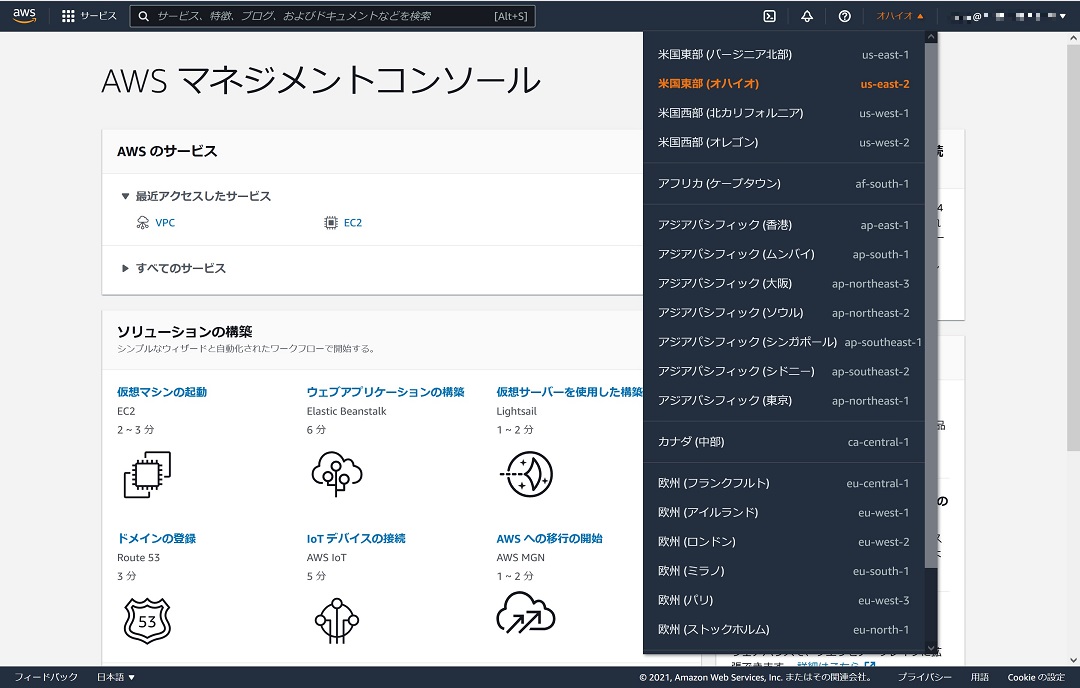 aws サービス サービス、特徴、ブログ、およびドキュメントなどを検索 [Alt+S] オハイオ ▲
AWS マネジメントコンソール
AWS のサービス
▼ 最近アクセスしたサービス
VPC EC2
▶ すべてのサービス
ソリューションの構築
シンプルなウィザードと自動化されたワークフローで開始する。
仮想マシンの起動
EC2
2 ~ 3 分
ウェブアプリケーションの構築
Elastic Beanstalk
6 分
仮想サーバーを使用した構築
Lightsail
1 ~ 2 分
ドメインの登録
Route 53
3 分
53
IoT デバイスの接続
AWS IoT
5 分
AWS への移行の開始
AWS MGN
1 ~ 2 分
米国東部 (バージニア北部) us-east-1
米国東部 (オハイオ) us-east-2
米国西部 (北カリフォルニア) us-west-1
米国西部 (オレゴン) us-west-2
アフリカ (ケープタウン) af-south-1
アジアパシフィック (香港) ap-east-1
アジアパシフィック (ムンバイ) ap-south-1
アジアパシフィック (大阪) ap-northeast-3
アジアパシフィック (ソウル) ap-northeast-2
アジアパシフィック (シンガポール) ap-southeast-1
アジアパシフィック (シドニー) ap-southeast-2
アジアパシフィック (東京) ap-northeast-1
カナダ (中部) ca-central-1
欧州 (フランクフルト) eu-central-1
欧州 (アイルランド) eu-west-1
欧州 (ロンドン) eu-west-2
欧州 (ミラノ) eu-south-1
欧州 (パリ) eu-west-3
欧州 (ストックホルム) eu-north-1
フィードバック 日本語 ▼ © 2021, Amazon Web Services, Inc. またはその関連会社。 プライバシー 用語 Cookie の設定